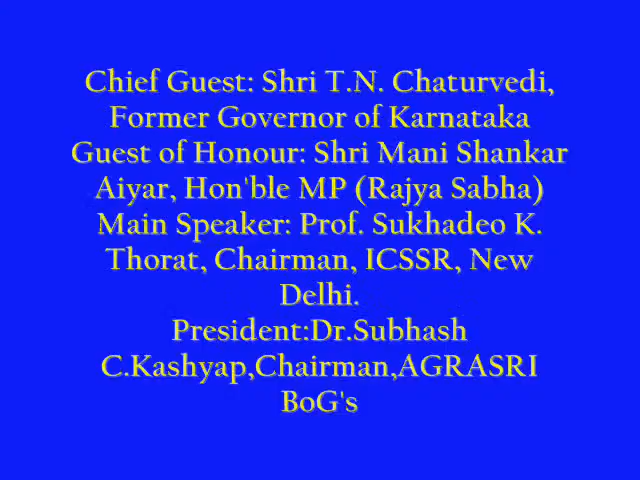 Chief Guest: Shri T.N. Chaturvedi,
Former Governor of Karnataka
Guest of Honour: Shri Mani Shankar
Aiyar, Hon'ble MP (Rajya Sabha)
Main Speaker: Prof. Sukhadeo K.
Thorat, Chairman, ICSSR, New
Delhi.
President:Dr.Subhash
C.Kashyap,Chairman,AGRASRI
BoG's